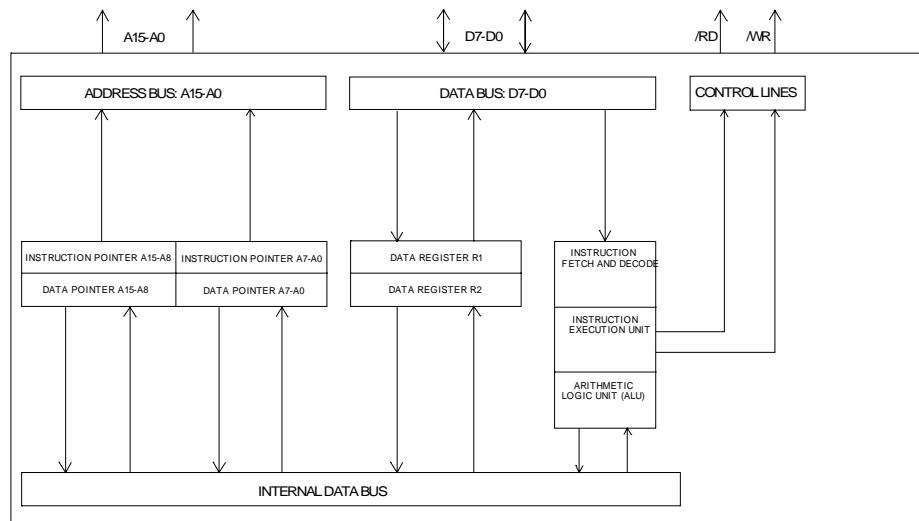 A15-A0
D7-D0
/RD
/WR
ADDRESS BUS: A15-A0
DATA BUS: D7-D0
CONTROL LINES
INSTRUCTION POINTER A15-A8
INSTRUCTION POINTER A7-A0
DATA POINTER A15-A8
DATA POINTER A7-A0
DATA REGISTER R1
DATA REGISTER R2
INSTRUCTION
FETCH AND DECODE
INSTRUCTION
EXECUTION UNIT
ARITHMETIC
LOGIC UNIT (ALU)
INTERNAL DATA BUS